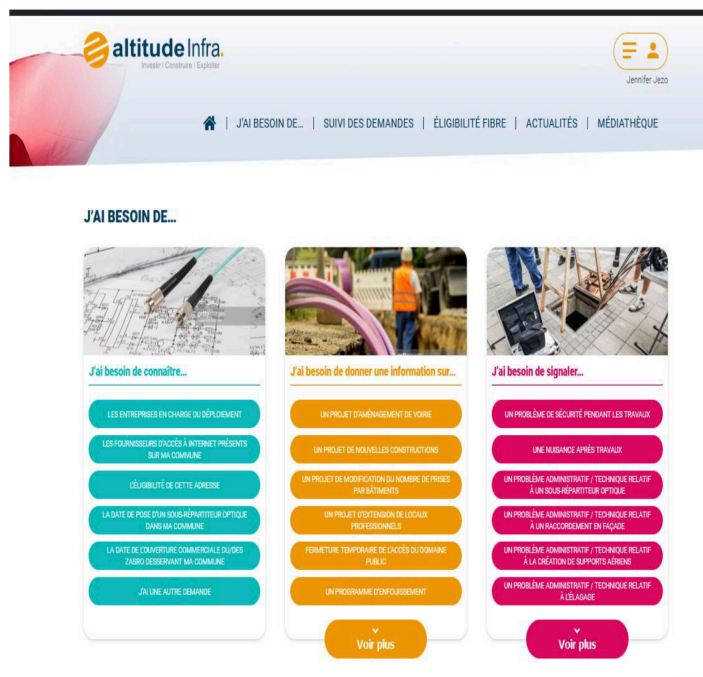 altitude Infra.
Investir | Construire | Exploiter
Jennifer Jezo
J'AI BESOIN DE... | SUIVI DES DEMANDES | ÉLIGIBILITÉ FIBRE | ACTUALITÉS | MÉDIATHÈQUE
J'AI BESOIN DE...
J'ai besoin de connaître...
LES ENTREPRISES EN CHARGE DU DÉPLOIEMENT
LES FOURNISSEURS D'ACCÈS À INTERNET PRÉSENTS
SUR MA COMMUNE
L'ÉLIGIBILITÉ DE CETTE ADRESSE
LA DATE DE POSE D'UN SOUS-RÉPARTITEUR OPTIQUE
DANS MA COMMUNE
LA DATE DE L'OUVERTURE COMMERCIALE DU/DES
ZASRO DESSERVANT MA COMMUNE
J'AI UNE AUTRE DEMANDE
J'ai besoin de donner une information sur...
UN PROJET D'AMÉNAGEMENT DE VOIRIE
UN PROJET DE NOUVELLES CONSTRUCTIONS
UN PROJET DE MODIFICATION DU NOMBRE DE PRISES
PAR BÂTIMENTS
UN PROJET D'EXTENSION DE LOCAUX
PROFESSIONNELS
FERMETURE TEMPORAIRE DE L'ACCÈS DU DOMAINE
PUBLIC
UN PROGRAMME D'ENFOUISSEMENT
Voir plus
J'ai besoin de signaler...
UN PROBLÈME DE SÉCURITÉ PENDANT LES TRAVAUX
UNE NUISANCE APRÈS TRAVAUX
UN PROBLÈME ADMINISTRATIF / TECHNIQUE RELATIF
À UN SOUS-RÉPARTITEUR OPTIQUE
UN PROBLÈME ADMINISTRATIF / TECHNIQUE RELATIF
À UN RACCORDEMENT EN FAÇADE
UN PROBLÈME ADMINISTRATIF / TECHNIQUE RELATIF
À LA CRÉATION DE SUPPORTS AÉRIENS
UN PROBLÈME ADMINISTRATIF / TECHNIQUE RELATIF
À L'ÉLAGAGE
Voir plus